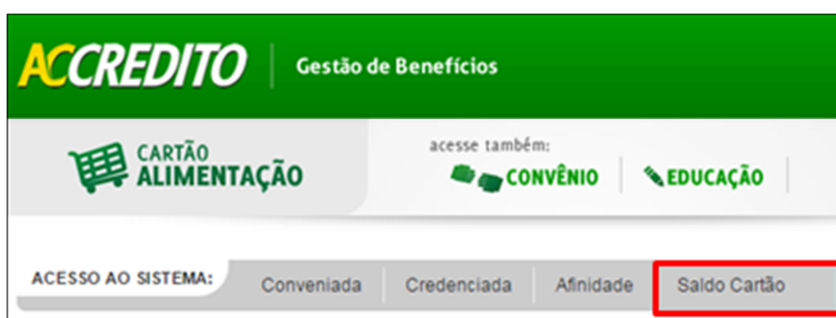 ACCREDITO
Gestão de Benefícios
CARTÃO
ALIMENTAÇÃO
acesse também:
CONVÊNIO
EDUCAÇÃO
ACESSO AO SISTEMA: Conveniada Credenciada Afinidade Saldo Cartão